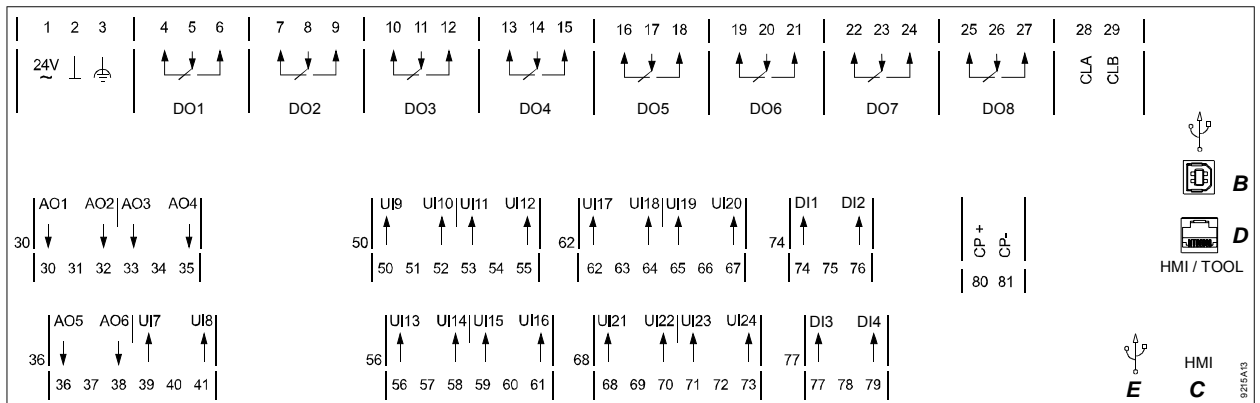 1 2 3 4 5 6 7 8 9 10 11 12 13 14 15 16 17 18 19 20 21 22 23 24 25 26 27 28 29
24V
~
CLA CLB
DO1 DO2 DO3 DO4 DO5 DO6 DO7 DO8
B
AO1 AO2 AO3 AO4 UI9 UI10 UI11 UI12 UI17 UI18 UI19 UI20 DI1 DI2
CP + CP-
D
30 50 62 74
HMI / TOOL
30 31 32 33 34 35 50 51 52 53 54 55 62 63 64 65 66 67 74 75 76
80 81
AO5 AO6 UI7 UI8 UI13 UI14 UI15 UI16 UI21 UI22 UI23 UI24 DI3 DI4
36 56 68 77
HMI
36 37 38 39 40 41 56 57 58 59 60 61 68 69 70 71 72 73 77 78 79
E C
9215A13